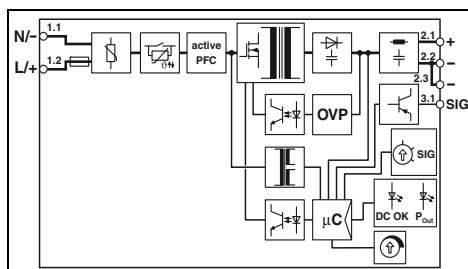 N/- 1.1
L/+ 1.2
active
PFC
2.1 +
2.2 -
2.3 -
3.1 SIG
OVP
SIG
µC
DC OK P Out